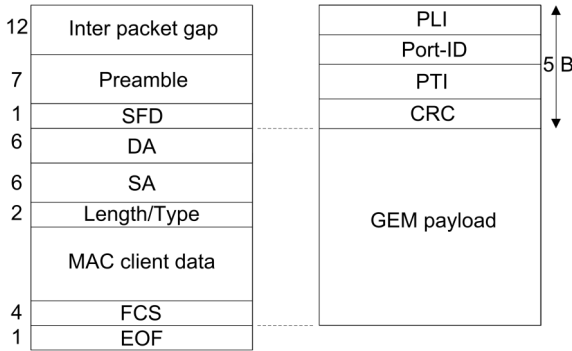 12 Inter packet gap
7 Preamble
1 SFD
6 DA
6 SA
2 Length/Type
MAC client data
4 FCS
1 EOF
PLI
Port-ID
PTI
CRC
5 B
GEM payload